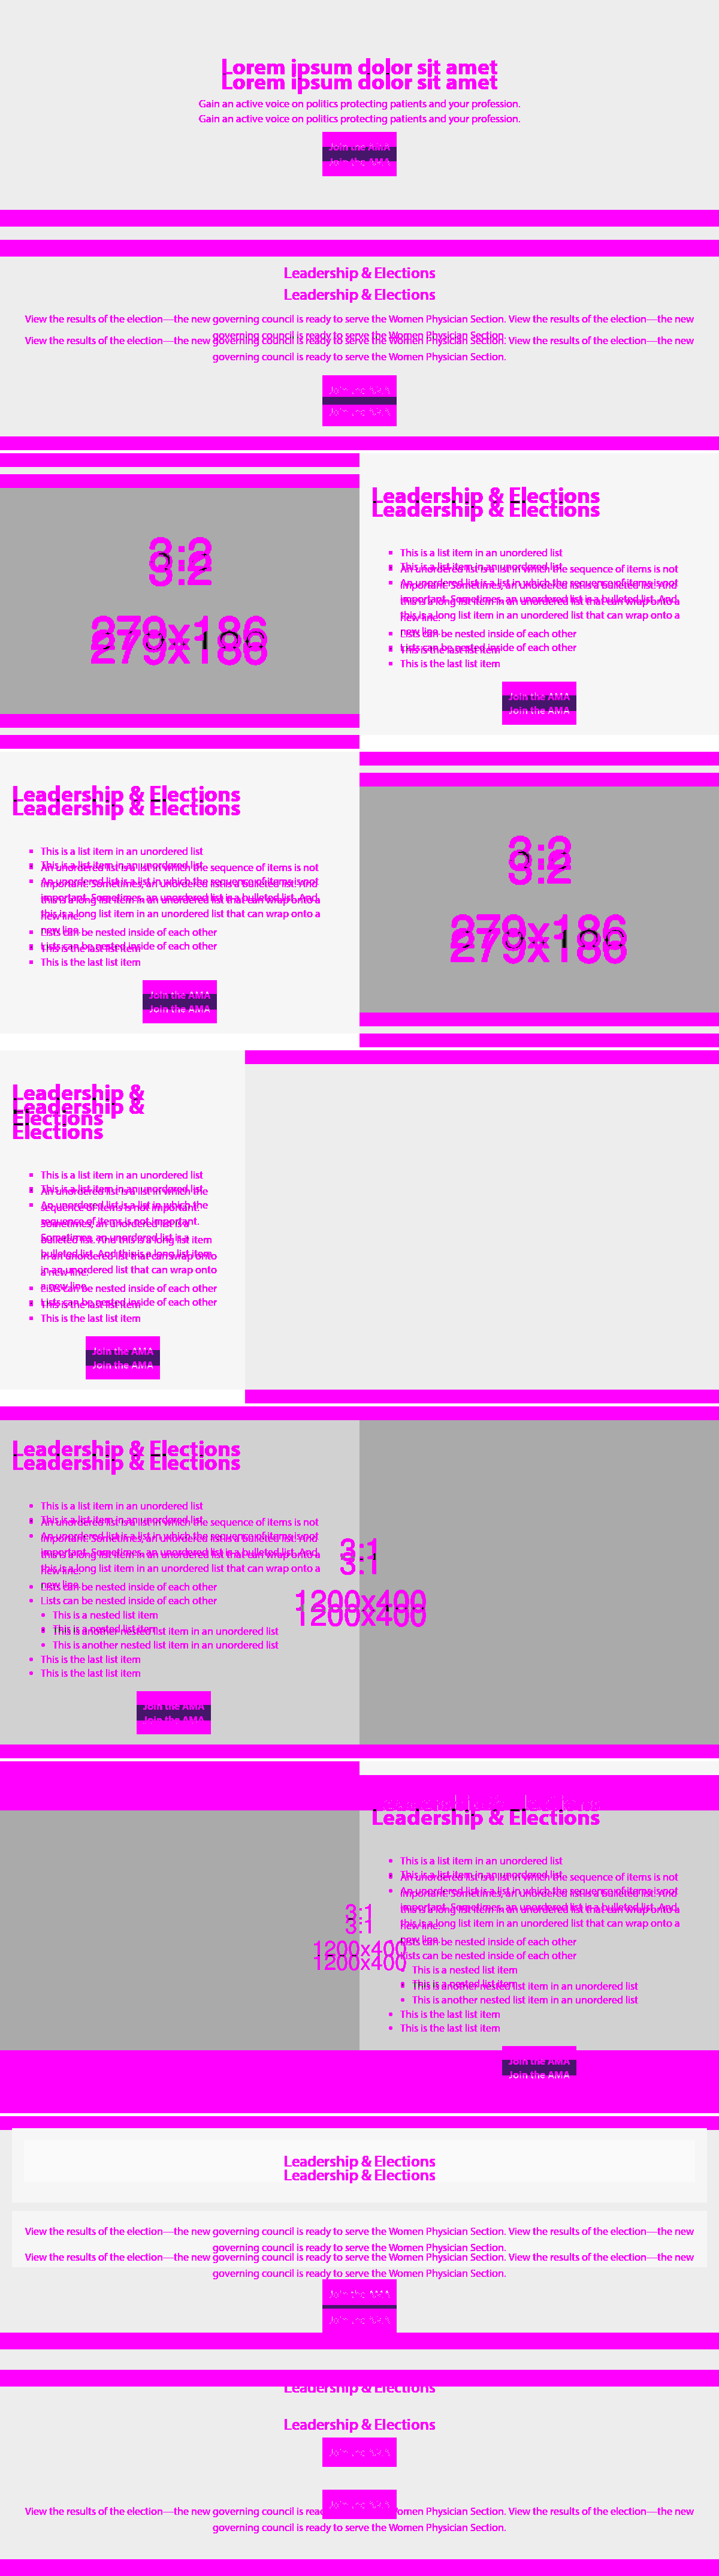 Lorem ipsum dolor sit amet
Lorem ipsum dolor sit amet
Gain an active voice on politics protecting patients and your profession.
Gain an active voice on politics protecting patients and your profession.
Join the AMA
Join the AMA
Leadership & Elections
Leadership & Elections
View the results of the election—the new governing council is ready to serve the Women Physician Section. View the results of the election—the new
governing council is ready to serve the Women Physician Section.
View the results of the election—the new governing council is ready to serve the Women Physician Section. View the results of the election—the new
governing council is ready to serve the Women Physician Section.
Join the AMA
Join the AMA
3:2
3:2
279x186
279x186
Leadership & Elections
Leadership & Elections
This is a list item in an unordered list
This is a list item in an unordered list
An unordered list is a list in which the sequence of items is not
An unordered list is a list in which the sequence of items is not
important. Sometimes, an unordered list is a bulleted list. And
important. Sometimes, an unordered list is a bulleted list. And
this is a long list item in an unordered list that can wrap onto a
this is a long list item in an unordered list that can wrap onto a
new line.
new line.
Lists can be nested inside of each other
Lists can be nested inside of each other
This is the last list item
This is the last list item
Join the AMA
Join the AMA
Leadership & Elections
Leadership & Elections
This is a list item in an unordered list
This is a list item in an unordered list
An unordered list is a list in which the sequence of items is not
An unordered list is a list in which the sequence of items is not
important. Sometimes, an unordered list is a bulleted list. And
important. Sometimes, an unordered list is a bulleted list. And
this is a long list item in an unordered list that can wrap onto a
this is a long list item in an unordered list that can wrap onto a
new line.
new line.
Lists can be nested inside of each other
Lists can be nested inside of each other
This is the last list item
This is the last list item
Join the AMA
Join the AMA
3:2
3:2
279x186
279x186
Leadership &
Leadership &
Elections
Elections
This is a list item in an unordered list
This is a list item in an unordered list
An unordered list is a list in which the
An unordered list is a list in which the
sequence of items is not important.
sequence of items is not important.
Sometimes, an unordered list is a
Sometimes, an unordered list is a
bulleted list. And this is a long list item
bulleted list. And this is a long list item
in an unordered list that can wrap onto
in an unordered list that can wrap onto
a new line.
a new line.
Lists can be nested inside of each other
Lists can be nested inside of each other
This is the last list item
This is the last list item
Join the AMA
Join the AMA
Leadership & Elections
Leadership & Elections
This is a list item in an unordered list
This is a list item in an unordered list
An unordered list is a list in which the sequence of items is not
An unordered list is a list in which the sequence of items is not
important. Sometimes, an unordered list is a bulleted list. And
important. Sometimes, an unordered list is a bulleted list. And
this is a long list item in an unordered list that can wrap onto a
this is a long list item in an unordered list that can wrap onto a
new line.
new line.
Lists can be nested inside of each other
Lists can be nested inside of each other
This is a nested list item
This is a nested list item
This is another nested list item in an unordered list
This is another nested list item in an unordered list
This is the last list item
This is the last list item
Join the AMA
Join the AMA
3:1
3:1
1200x400
1200x400
Leadership & Elections
Leadership & Elections
This is a list item in an unordered list
This is a list item in an unordered list
An unordered list is a list in which the sequence of items is not
An unordered list is a list in which the sequence of items is not
important. Sometimes, an unordered list is a bulleted list. And
important. Sometimes, an unordered list is a bulleted list. And
this is a long list item in an unordered list that can wrap onto a
this is a long list item in an unordered list that can wrap onto a
new line.
new line.
Lists can be nested inside of each other
Lists can be nested inside of each other
This is a nested list item
This is a nested list item
This is another nested list item in an unordered list
This is another nested list item in an unordered list
This is the last list item
This is the last list item
Join the AMA
Join the AMA
3:1
3:1
1200x400
1200x400
Leadership & Elections
Leadership & Elections
View the results of the election—the new governing council is ready to serve the Women Physician Section. View the results of the election—the new
governing council is ready to serve the Women Physician Section.
View the results of the election—the new governing council is ready to serve the Women Physician Section. View the results of the election—the new
governing council is ready to serve the Women Physician Section.
Join the AMA
Join the AMA
Leadership & Elections
Leadership & Elections
View the results of the election—the new governing council is Women Physician Section. View the results of the election—the new
governing council is ready to serve the Women Physician Section.